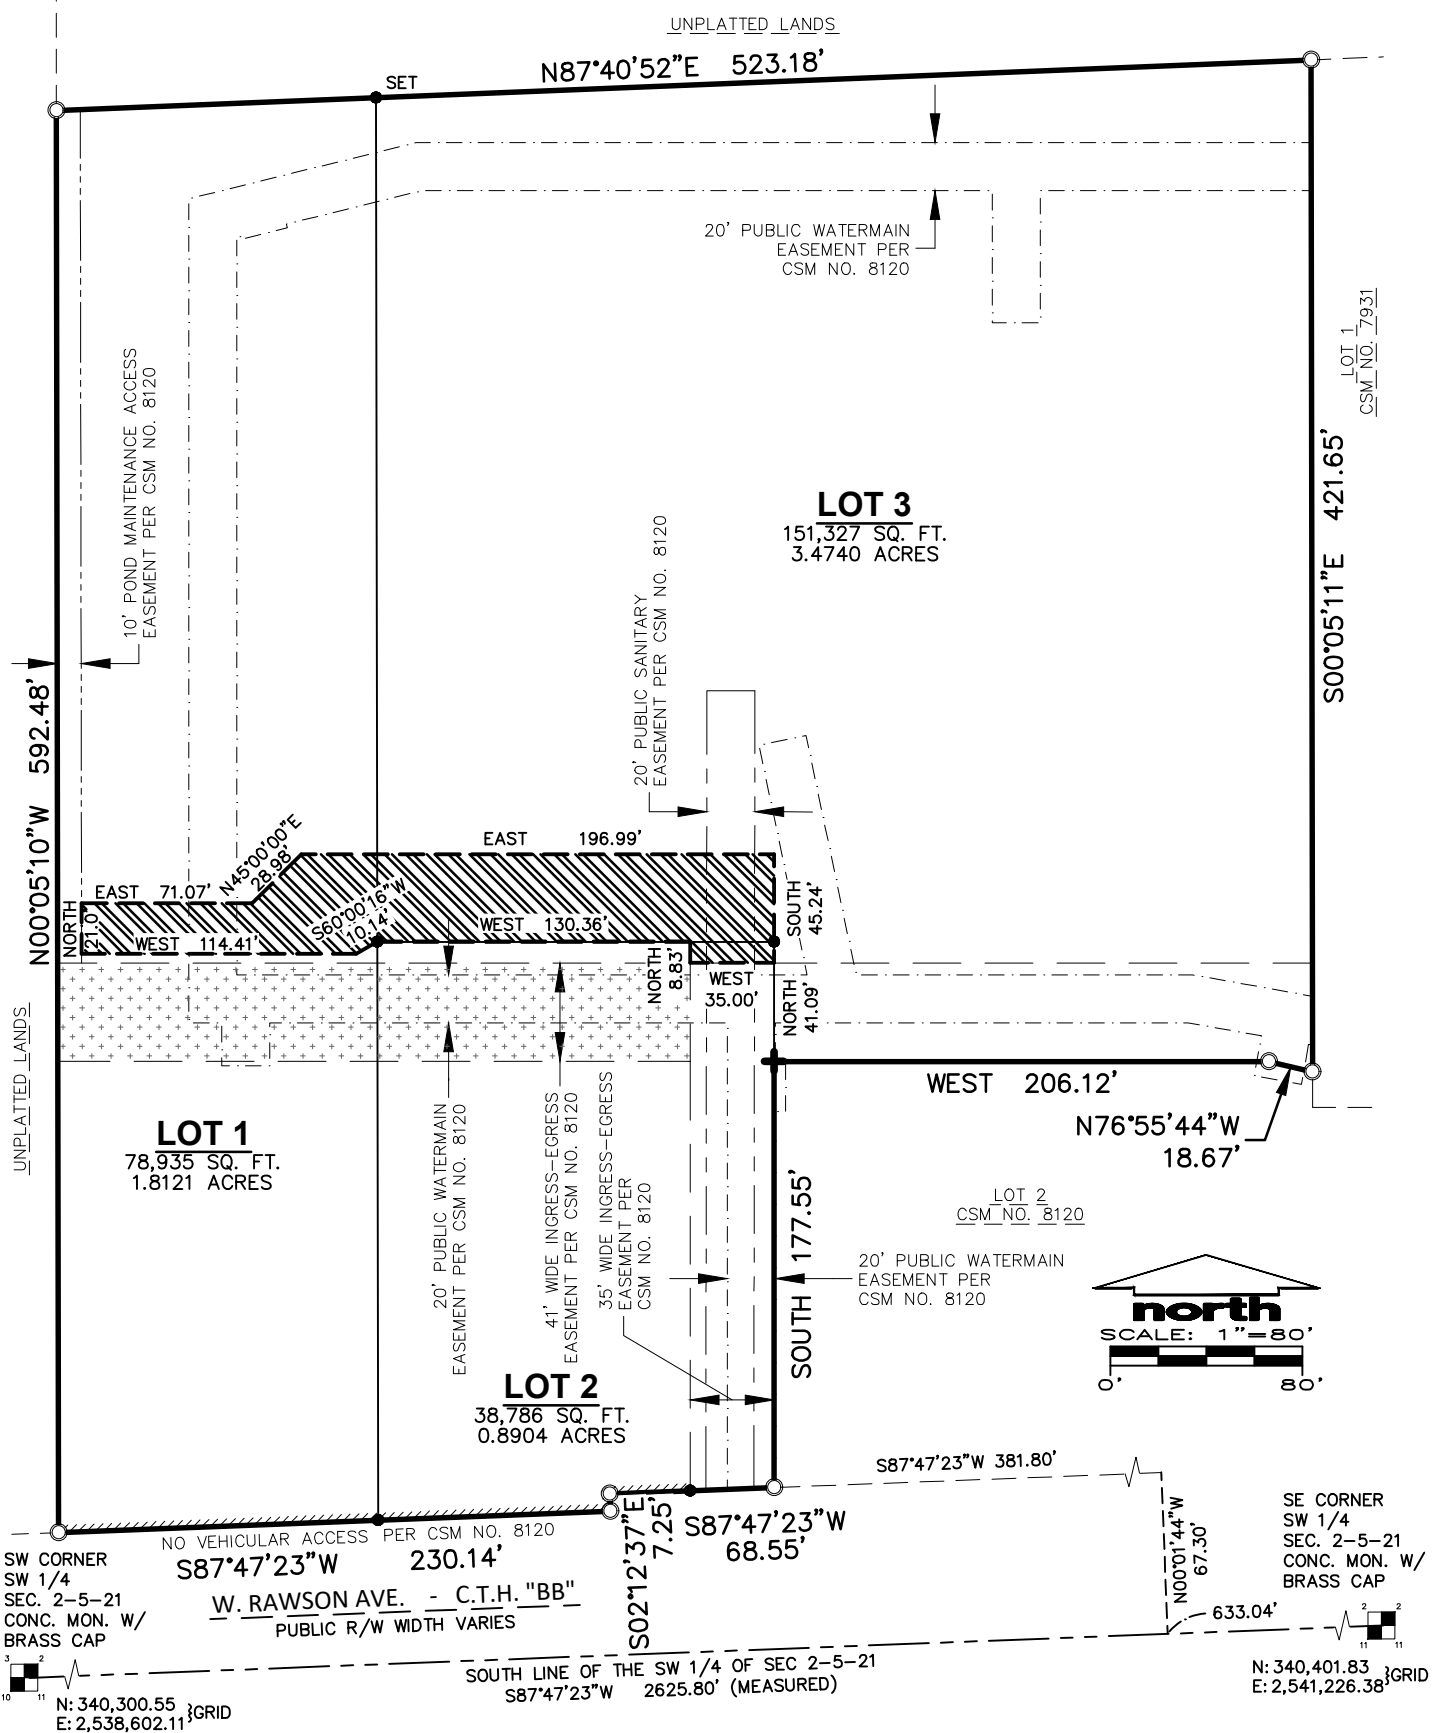 UNPLATTED LANDS
N87°40'52"E 523.18'
SET
20' PUBLIC WATERMAIN
EASEMENT PER
CSM NO. 8120
LOT 1
CSM NO. 7931
10' POND MAINTENANCE ACCESS
EASEMENT PER CSM NO. 8120
LOT 3
151,327 SQ. FT.
3.4740 ACRES
S00°05'11"E 421.65'
20' PUBLIC SANITARY
EASEMENT PER CSM NO. 8120
N00°05'10"W 592.48'
EAST 196.99'
N45°00'00"E
28.98'
EAST 71.07'
NORTH
21.0'
WEST 114.41'
S60°00'16"W
10.14'
WEST 130.36'
SOUTH
45.24'
NORTH
8.83'
WEST
35.00'
NORTH
41.09'
UNPLATTED LANDS
WEST 206.12'
N76°55'44"W
18.67'
LOT 1
78,935 SQ. FT.
1.8121 ACRES
20' PUBLIC WATERMAIN
EASEMENT PER CSM NO. 8120
41' WIDE INGRESS-EGRESS
EASEMENT PER CSM NO. 8120
35' WIDE INGRESS-EGRESS
EASEMENT PER
CSM NO. 8120
SOUTH 177.55'
LOT 2
CSM NO. 8120
20' PUBLIC WATERMAIN
EASEMENT PER
CSM NO. 8120
north
SCALE: 1"=80'
0' 80'
LOT 2
38,786 SQ. FT.
0.8904 ACRES
S87°47'23"W 381.80'
N00°01'44"W
67.30'
SE CORNER
SW 1/4
SEC. 2-5-21
CONC. MON. W/
BRASS CAP
NO VEHICULAR ACCESS PER CSM NO. 8120
S87°47'23"W 230.14'
S02°12'37"E
7.25'
S87°47'23"W
68.55'
SW CORNER
SW 1/4
SEC. 2-5-21
CONC. MON. W/
BRASS CAP
W. RAWSON AVE. - C.T.H. "BB"
PUBLIC R/W WIDTH VARIES
633.04'
2 2
11 11
3 2
10 11
SOUTH LINE OF THE SW 1/4 OF SEC 2-5-21
S87°47'23"W 2625.80' (MEASURED)
N: 340,401.83
E: 2,541,226.38
}GRID
N: 340,300.55
E: 2,538,602.11
}GRID